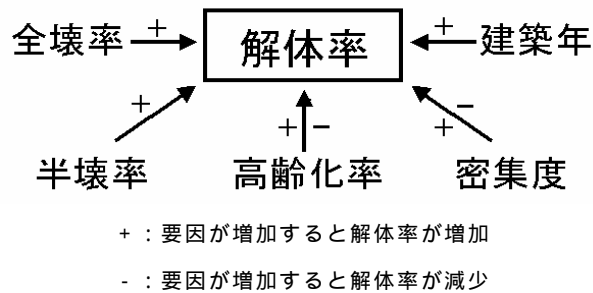 全壊率 + 解体率 + 建築年
+ + - - +
半壊率 高齢化率 密集度
+ : 要因が増加すると解体率が増加
- : 要因が増加すると解体率が減少